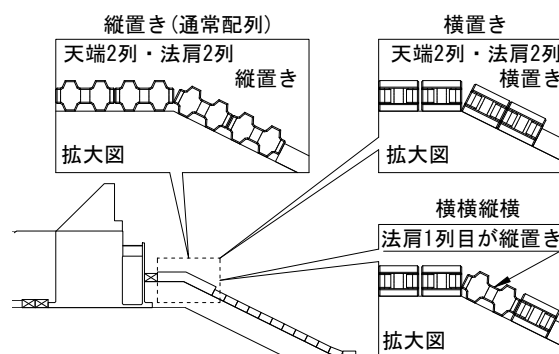 縦置き(通常配列)
天端2列・法肩2列
縦置き
拡大図
横置き
天端2列・法肩2列
横置き
拡大図
横横縦横
法肩1列目が縦置き
拡大図